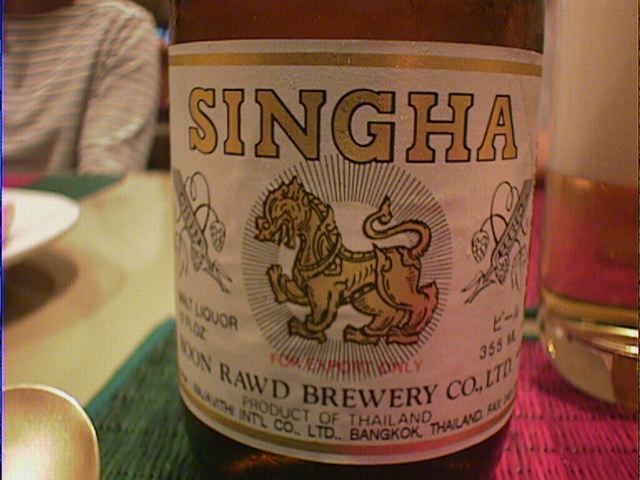 SINGHA
MALT LIQUOR
FL.OZ
ビール
355 ML
FOR EXPORT ONLY
BOON RAWD BREWERY CO., LTD.
PRODUCT OF THAILAND
RAJAVITHI INT'L CO., LTD., BANGKOK, THAILAND.